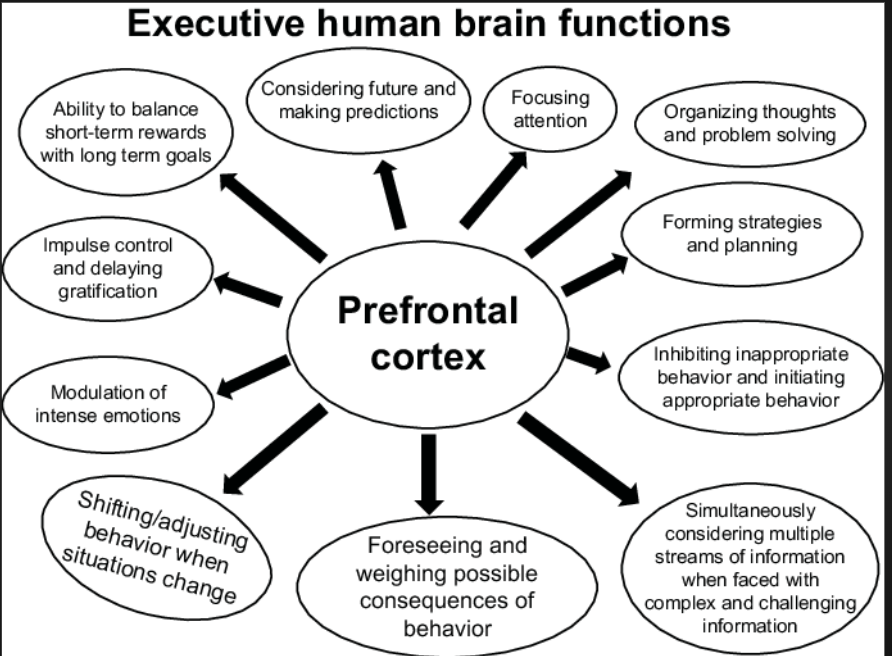 Executive human brain functions
Ability to balance
short-term rewards
with long term goals
Considering future and
making predictions
Focusing
attention
Organizing thoughts
and problem solving
Impulse control
and delaying
gratification
Forming strategies
and planning
Prefrontal
cortex
Modulation of
intense emotions
Inhibiting inappropriate
behavior and initiating
appropriate behavior
Shifting/adjusting
behavior when
situations change
Foreseeing and
weighing possible
consequences of
behavior
Simultaneously
considering multiple
streams of information
when faced with
complex and challenging
information